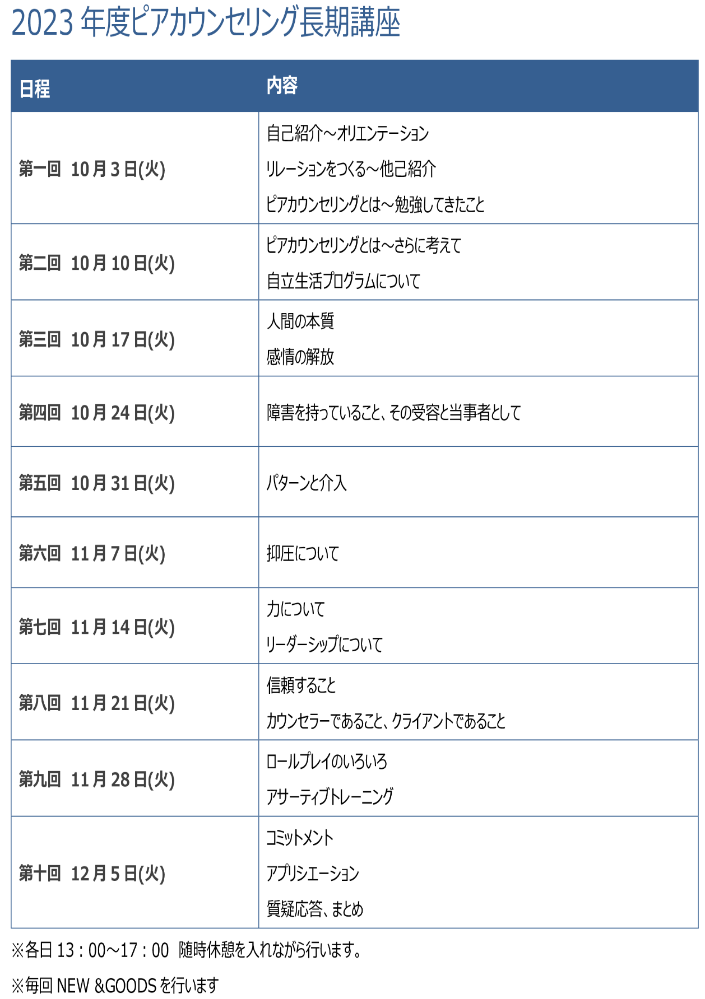 2023 年度ピアカウンセリング長期講座
日程
内容
第一回 10 月 3 日(火)
自己紹介～オリエンテーション
リレーションをつくる～他己紹介
ピアカウンセリングとは～勉強してきたこと
第二回 10 月 10 日(火)
ピアカウンセリングとは～さらに考えて
自立生活プログラムについて
第三回 10 月 17 日(火)
人間の本質
感情の解放
第四回 10 月 24 日(火)
障害を持っていること、その受容と当事者として
第五回 10 月 31 日(火)
パターンと介入
第六回 11 月 7 日(火)
抑圧について
第七回 11 月 14 日(火)
力について
リーダーシップについて
第八回 11 月 21 日(火)
信頼すること
カウンセラーであること、クライアントであること
第九回 11 月 28 日(火)
ロールプレイのいろいろ
アサーティブトレーニング
第十回 12 月 5 日(火)
コミットメント
アプリシエーション
質疑応答、まとめ
※各日 13：00～17：00 随時休憩を入れながら行います。
※毎回 NEW &GOODS を行います